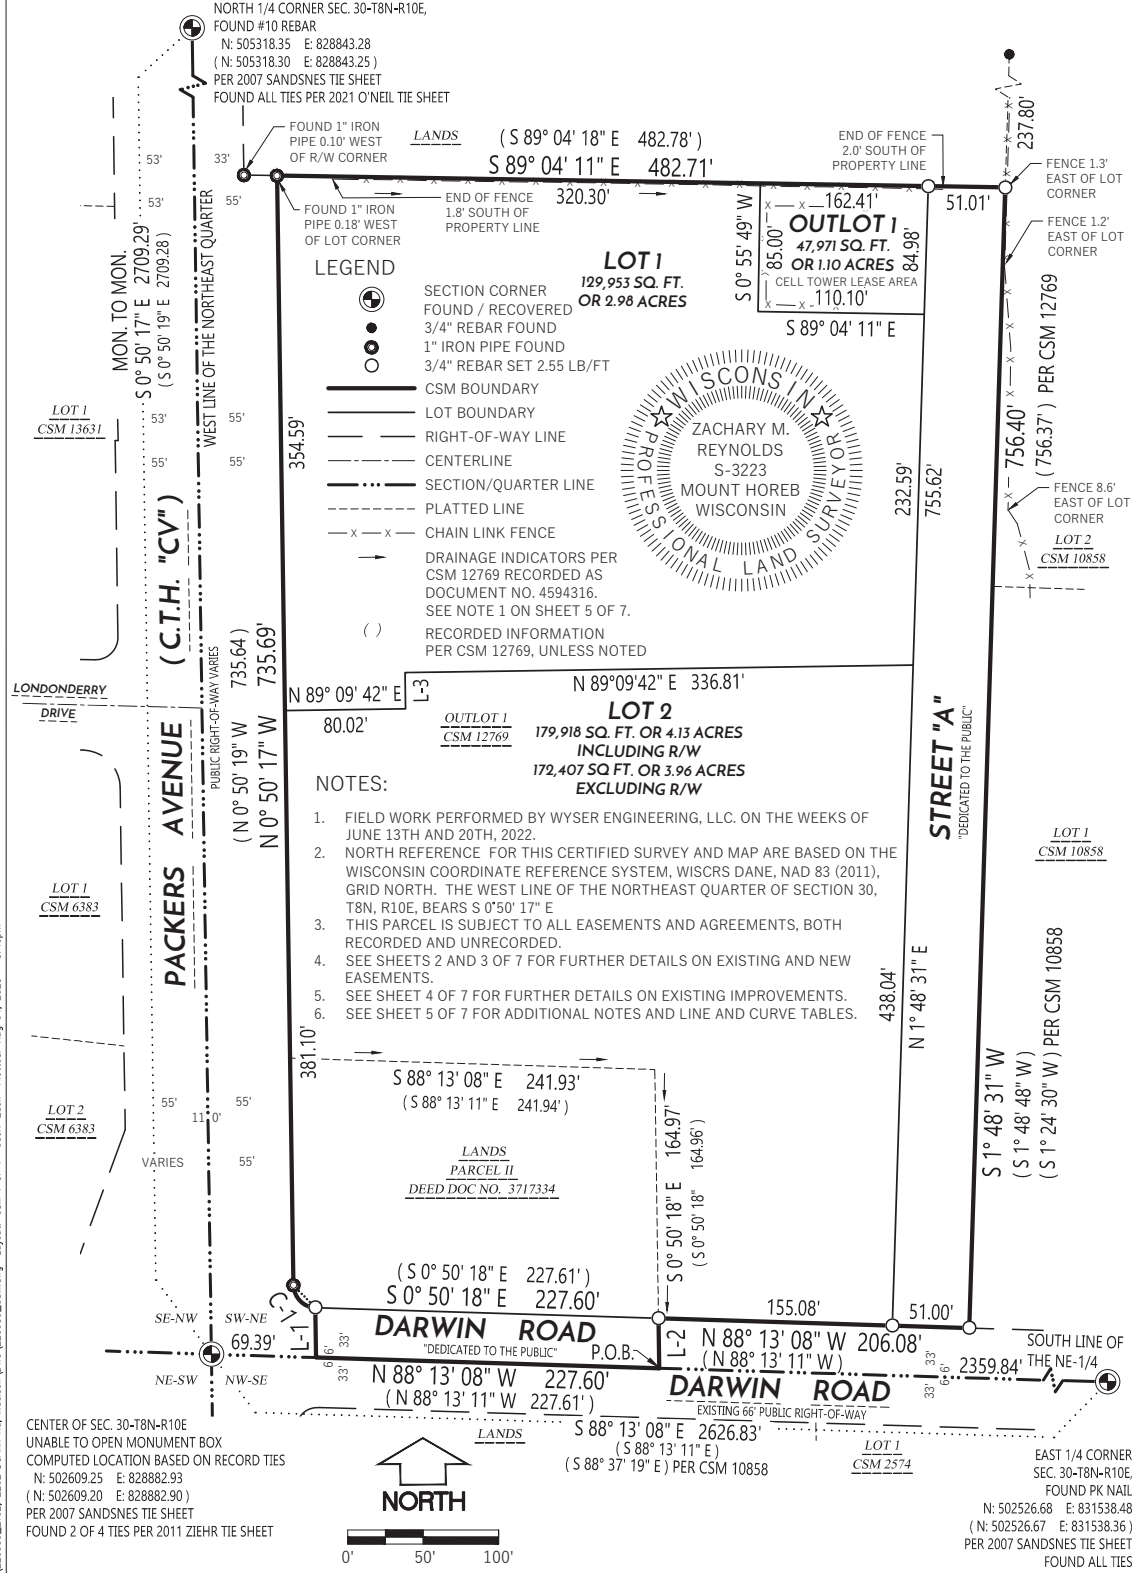 NORTH 1/4 CORNER SEC. 30-T8N-R10E,
FOUND #10 REBAR
N: 505318.35 E: 828843.28
( N: 505318.30 E: 828843.25 )
PER 2007 SANDSNES TIE SHEET
FOUND ALL TIES PER 2021 O'NEIL TIE SHEET
FOUND 1" IRON
PIPE 0.10' WEST
OF R/W CORNER
LANDS
( S 89° 04' 18" E 482.78' )
S 89° 04' 11" E 482.71'
END OF FENCE
2.0' SOUTH OF
PROPERTY LINE
237.80'
FENCE 1.3'
EAST OF LOT
CORNER
53'
33'
53'
55'
FOUND 1" IRON
PIPE 0.18' WEST
OF LOT CORNER
END OF FENCE
1.8' SOUTH OF
PROPERTY LINE
320.30'
162.41'
51.01'
FENCE 1.2'
EAST OF LOT
CORNER
MON. TO MON.
S 0° 50' 17" E 2709.29'
( S 0° 50' 19" E 2709.28 )
WEST LINE OF THE NORTHEAST QUARTER
LOT 1
129,953 SQ. FT.
OR 2.98 ACRES
S 0° 55' 49" W
85.00'
OUTLOT 1
47,971 SQ. FT.
OR 1.10 ACRES
CELL TOWER LEASE AREA
110.10'
84.98'
S 89° 04' 11" E
LEGEND
SECTION CORNER
FOUND / RECOVERED
3/4" REBAR FOUND
1" IRON PIPE FOUND
3/4" REBAR SET 2.55 LB/FT
CSM BOUNDARY
LOT BOUNDARY
RIGHT-OF-WAY LINE
CENTERLINE
SECTION/QUARTER LINE
PLATTED LINE
CHAIN LINK FENCE
DRAINAGE INDICATORS PER
CSM 12769 RECORDED AS
DOCUMENT NO. 4594316.
SEE NOTE 1 ON SHEET 5 OF 7.
( )
RECORDED INFORMATION
PER CSM 12769, UNLESS NOTED
WISCONSIN
PROFESSIONAL LAND SURVEYOR
ZACHARY M.
REYNOLDS
S-3223
MOUNT HOREB
WISCONSIN
LOT 1
CSM 13631
53'
55'
55'
55'
354.59'
232.59'
755.62'
756.40'
( 756.37' ) PER CSM 12769
FENCE 8.6'
EAST OF LOT
CORNER
LOT 2
CSM 10858
PACKERS AVENUE (C.T.H. "CV")
PUBLIC RIGHT-OF-WAY VARIES
( N 0° 50' 19" W 735.64 )
N 0° 50' 17" W 735.69'
LONDONDERRY
DRIVE
N 89° 09' 42" E
80.02'
L-3
N 89°09'42" E 336.81'
OUTLOT 1
CSM 12769
LOT 2
179,918 SQ. FT. OR 4.13 ACRES
INCLUDING R/W
172,407 SQ FT. OR 3.96 ACRES
EXCLUDING R/W
STREET "A"
"DEDICATED TO THE PUBLIC"
NOTES:
1. FIELD WORK PERFORMED BY WYSER ENGINEERING, LLC. ON THE WEEKS OF
JUNE 13TH AND 20TH, 2022.
2. NORTH REFERENCE FOR THIS CERTIFIED SURVEY AND MAP ARE BASED ON THE
WISCONSIN COORDINATE REFERENCE SYSTEM, WISCRS DANE, NAD 83 (2011),
GRID NORTH. THE WEST LINE OF THE NORTHEAST QUARTER OF SECTION 30,
T8N, R10E, BEARS S 0°50' 17" E
3. THIS PARCEL IS SUBJECT TO ALL EASEMENTS AND AGREEMENTS, BOTH
RECORDED AND UNRECORDED.
4. SEE SHEETS 2 AND 3 OF 7 FOR FURTHER DETAILS ON EXISTING AND NEW
EASEMENTS.
5. SEE SHEET 4 OF 7 FOR FURTHER DETAILS ON EXISTING IMPROVEMENTS.
6. SEE SHEET 5 OF 7 FOR ADDITIONAL NOTES AND LINE AND CURVE TABLES.
LOT 1
CSM 10858
LOT 1
CSM 6383
438.04'
N 1° 48' 31" E
S 1° 48' 31" W
( S 1° 48' 48" W )
( S 1° 24' 30" W ) PER CSM 10858
381.10'
S 88° 13' 08" E 241.93'
( S 88° 13' 11" E 241.94' )
LOT 2
CSM 6383
55'
55'
110'
VARIES
55'
LANDS
PARCEL II
DEED DOC NO. 3717334
S 0° 50' 18" E 164.97'
( S 0° 50' 18" 164.96' )
( S 0° 50' 18" E 227.61' )
S 0° 50' 18" E 227.60'
C-1
L-1
155.08'
51.00'
SE-NW
SW-NE
69.39'
NE-SW
NW-SE
66'
33'
33'
DARWIN ROAD
"DEDICATED TO THE PUBLIC"
P.O.B.
L-2
N 88° 13' 08" W 206.08'
( N 88° 13' 11" W )
33'
33'
66'
2359.84'
SOUTH LINE OF
THE NE-1/4
N 88° 13' 08" W 227.60'
( N 88° 13' 11" W 227.61' )
DARWIN ROAD
EXISTING 66' PUBLIC RIGHT-OF-WAY
CENTER OF SEC. 30-T8N-R10E
UNABLE TO OPEN MONUMENT BOX
COMPUTED LOCATION BASED ON RECORD TIES
N: 502609.25 E: 828882.93
( N: 502609.20 E: 828882.90 )
PER 2007 SANDSNES TIE SHEET
FOUND 2 OF 4 TIES PER 2011 ZIEHR TIE SHEET
LANDS
S 88° 13' 08" E 2626.83'
( S 88° 13' 11" E )
( S 88° 37' 19" E ) PER CSM 10858
LOT 1
CSM 2574
EAST 1/4 CORNER
SEC. 30-T8N-R10E,
FOUND PK NAIL
N: 502526.68 E: 831538.48
( N: 502526.67 E: 831538.36 )
PER 2007 SANDSNES TIE SHEET
FOUND ALL TIES
NORTH
0' 50' 100'